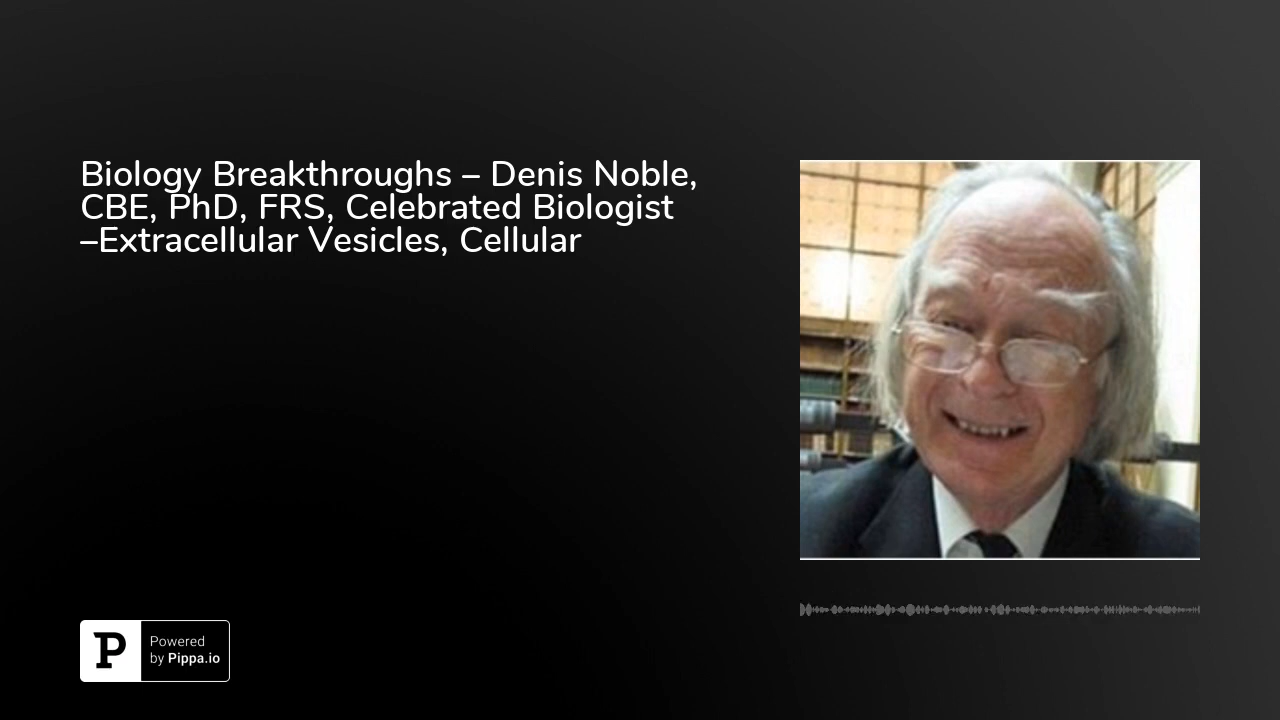 Biology Breakthroughs – Denis Noble,
CBE, PhD, FRS, Celebrated Biologist
–Extracellular Vesicles, Cellular
P
Powered
by Pippa.io